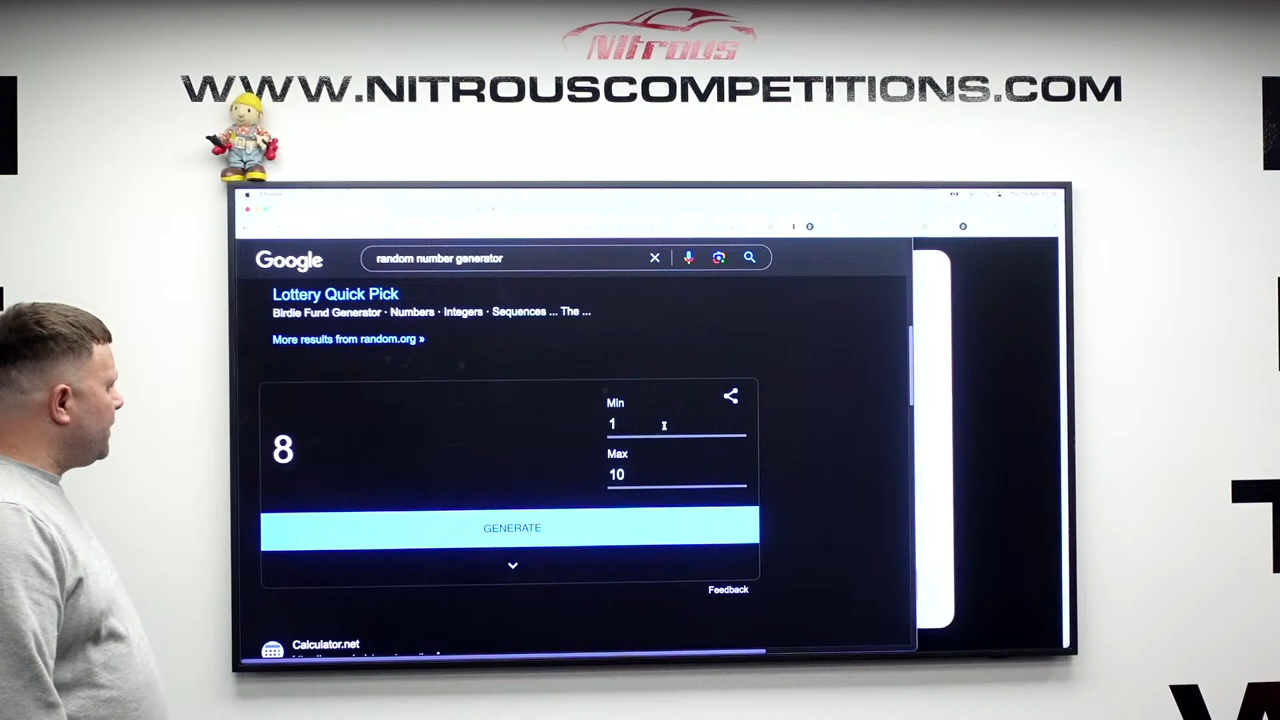 Nitrous
WWW.NITROUSCOMPETITIONS.COM
Google
random number generator
Lottery Quick Pick
Birdie Fund Generator · Numbers · Integers · Sequences ... The ...
More results from random.org »
Min
1
8
Max
10
GENERATE
Feedback
Calculator.net